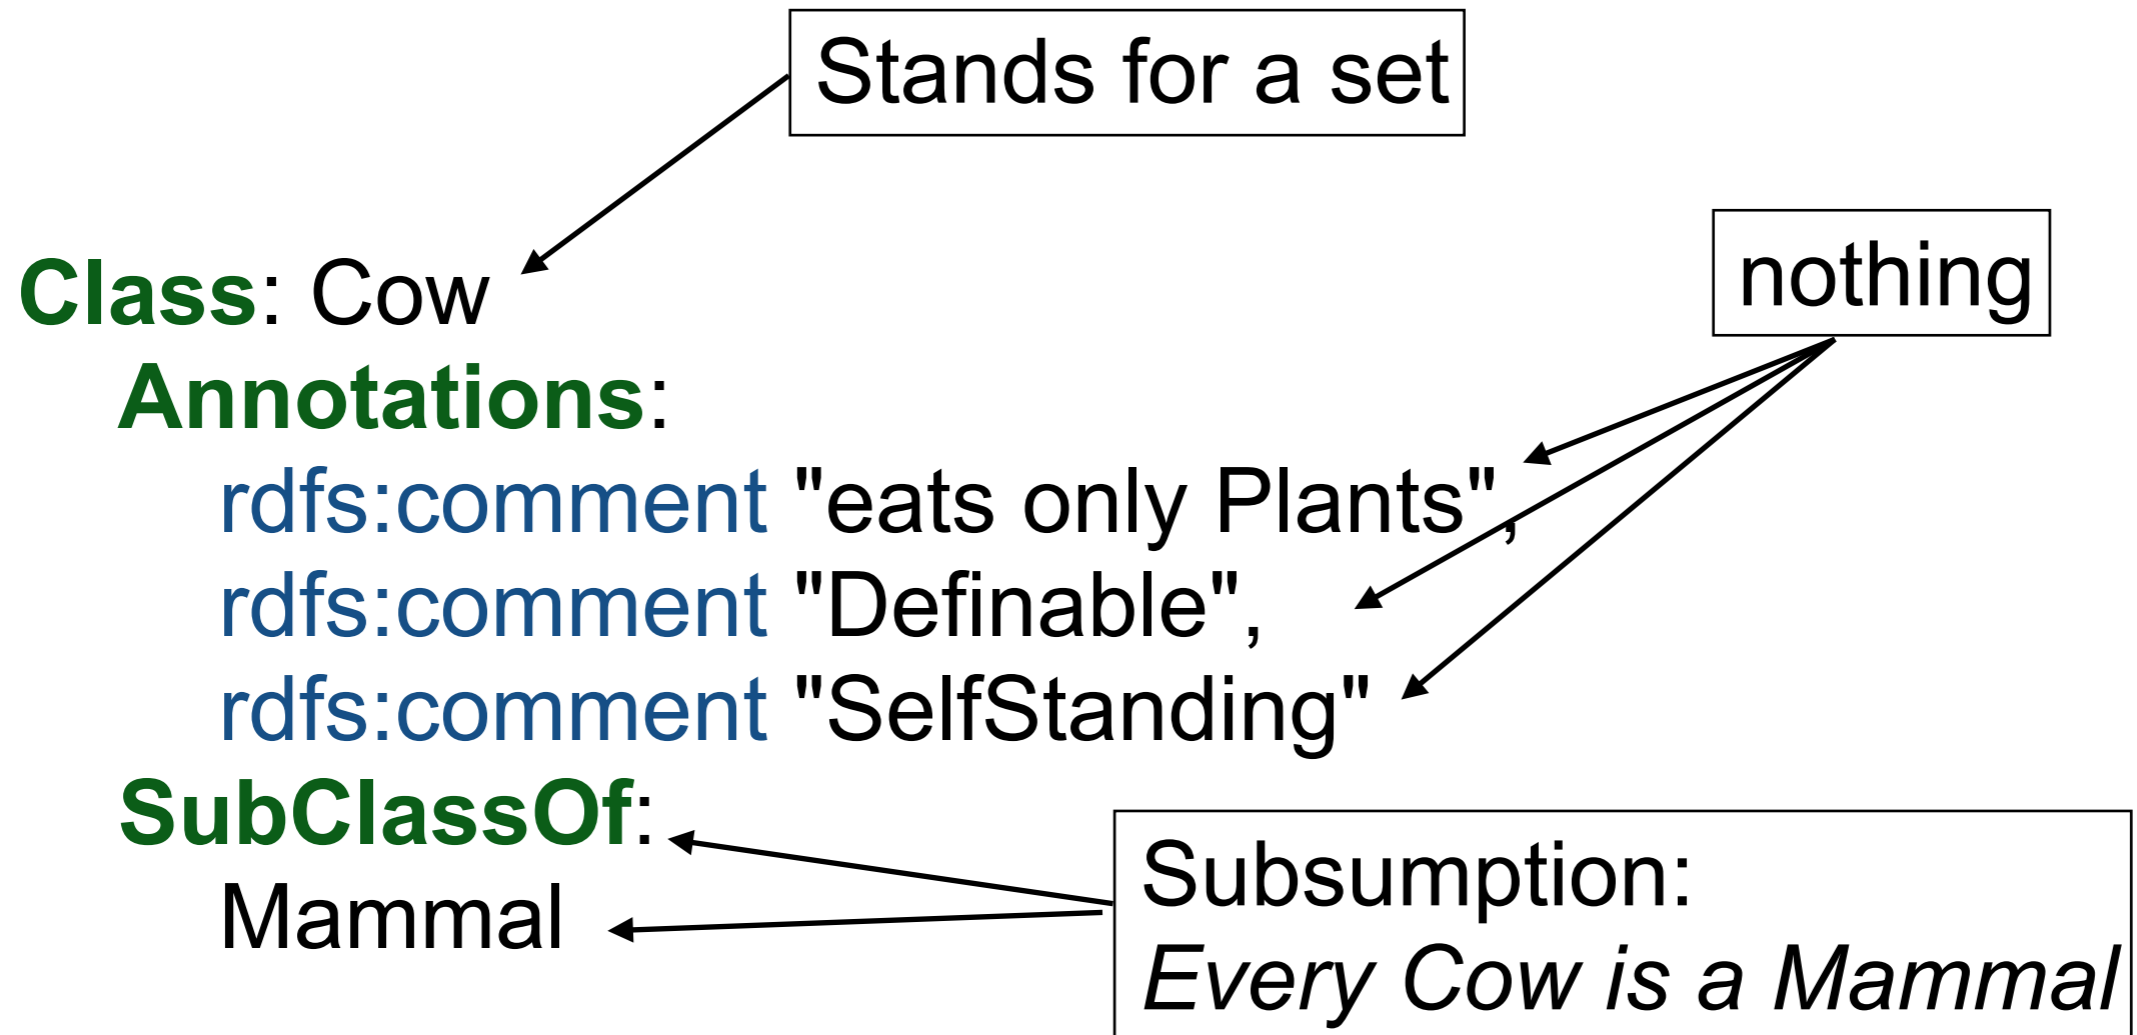 Stands for a set
nothing
Class: Cow
Annotations:
rdfs:comment "eats only Plants",
rdfs:comment "Definable",
rdfs:comment "SelfStanding"
SubClassOf:
Mammal
Subsumption:
Every Cow is a Mammal